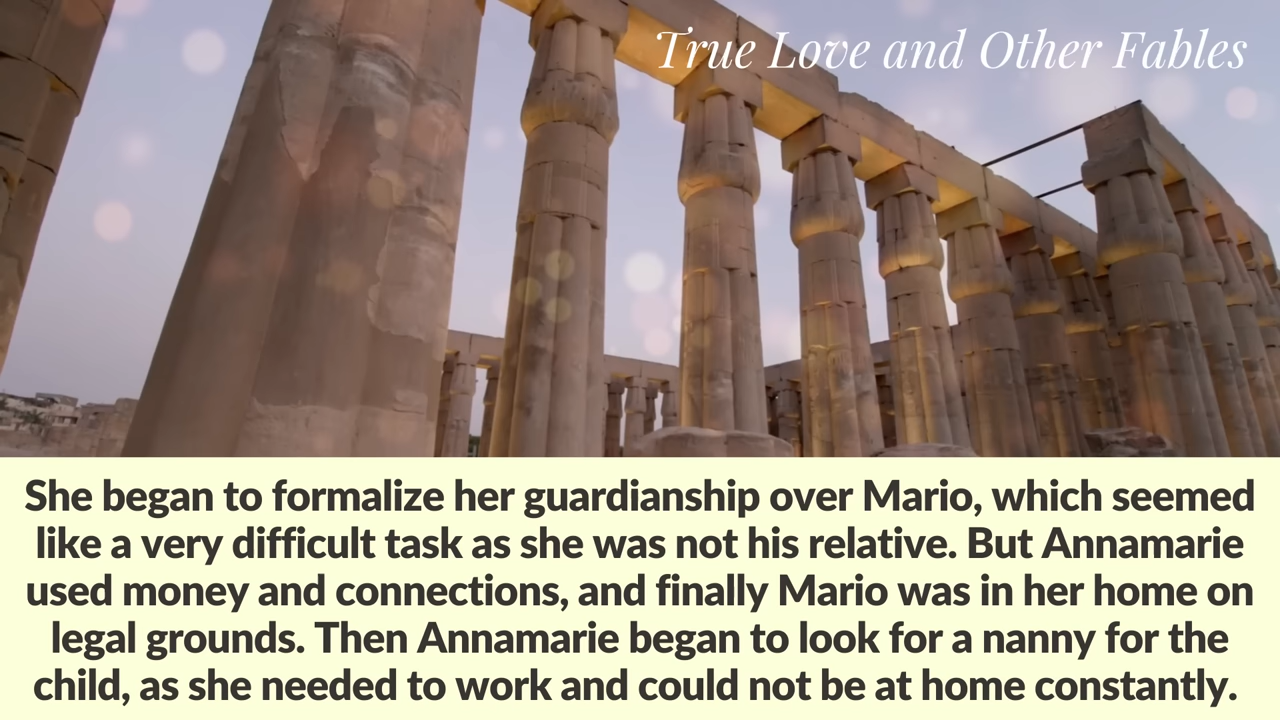 True Love and Other Fables
She began to formalize her guardianship over Mario, which seemed
like a very difficult task as she was not his relative. But Annamarie
used money and connections, and finally Mario was in her home on
legal grounds. Then Annamarie began to look for a nanny for the
child, as she needed to work and could not be at home constantly.